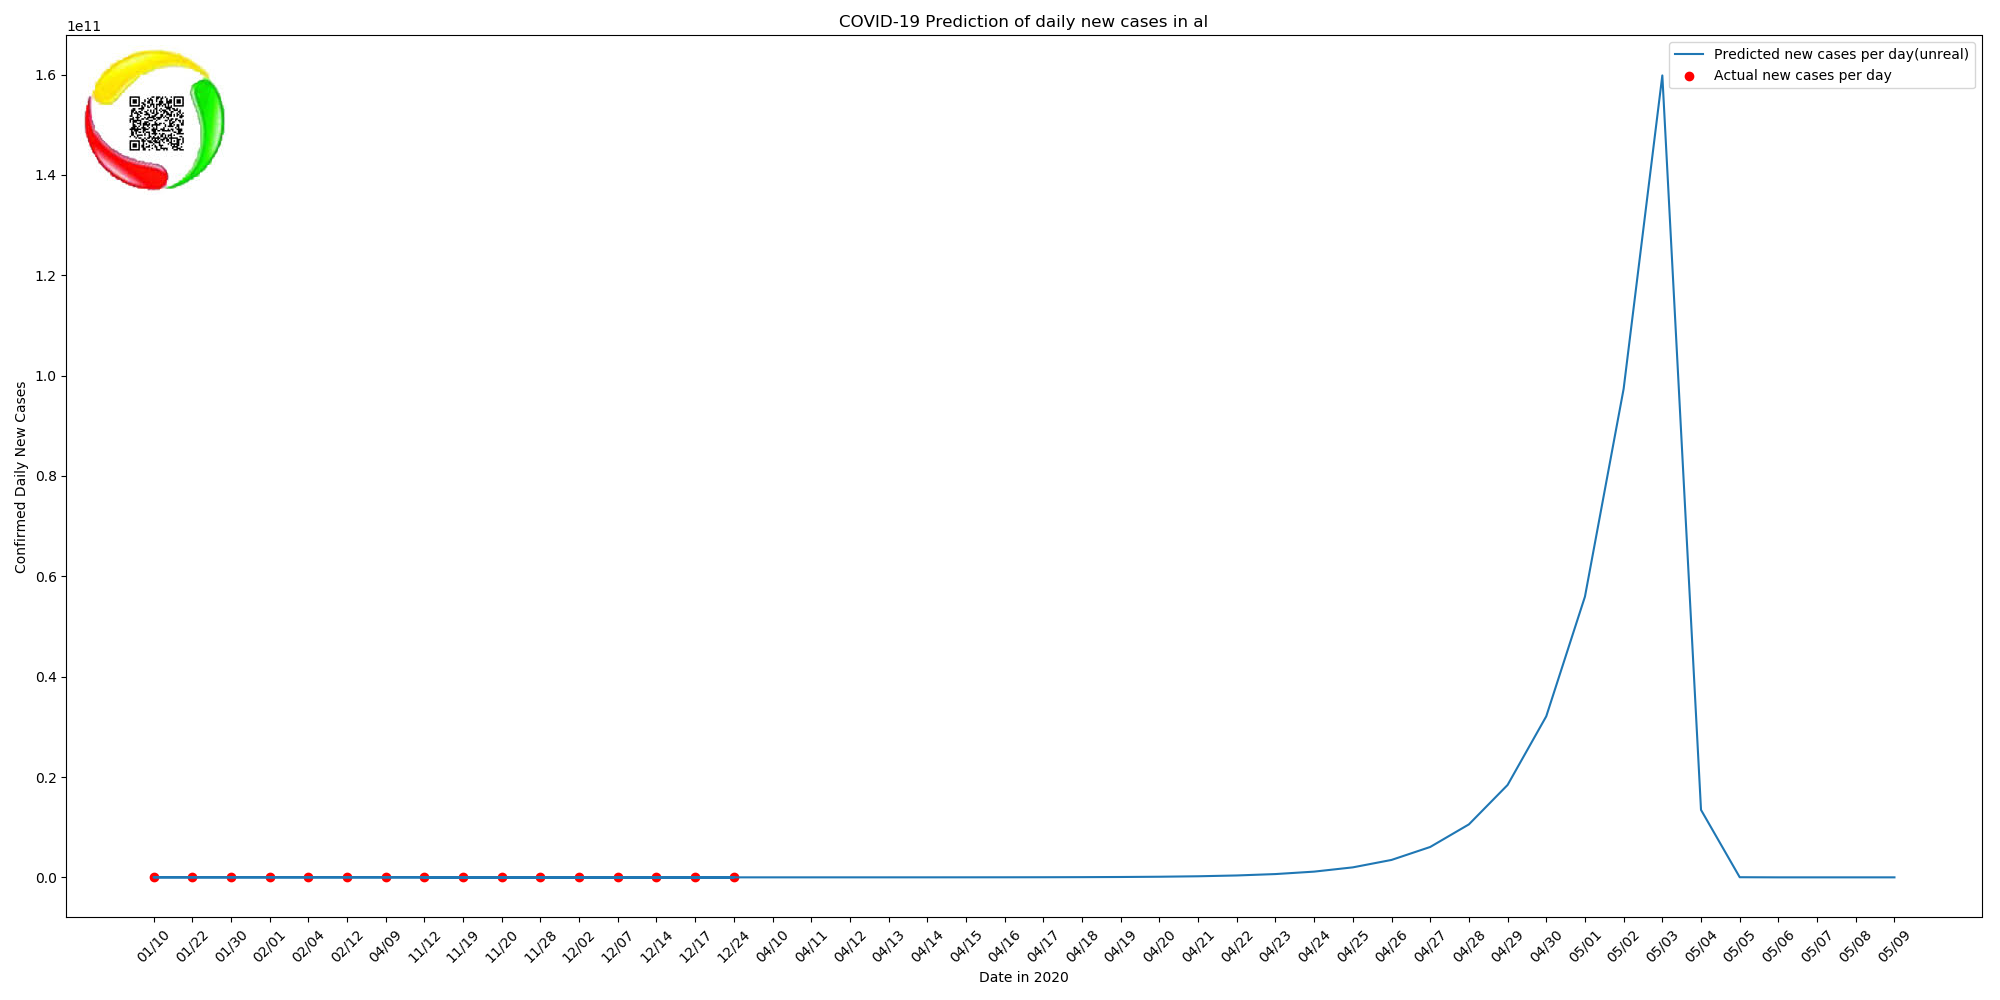 COVID-19 Prediction of daily new cases in al
1e11
Predicted new cases per day(unreal)
Actual new cases per day
1.6
1.4
1.2
1.0
0.8
0.6
0.4
0.2
0.0
Confirmed Daily New Cases
01/10 01/22 01/30 02/01 02/04 02/12 04/09 11/12 11/19 11/20 11/28 12/02 12/07 12/14 12/17 12/24 04/10 04/11 04/12 04/13 04/14 04/15 04/16 04/17 04/18 04/19 04/20 04/21 04/22 04/23 04/24 04/25 04/26 04/27 04/28 04/29 04/30 05/01 05/02 05/03 05/04 05/05 05/06 05/07 05/08 05/09
Date in 2020